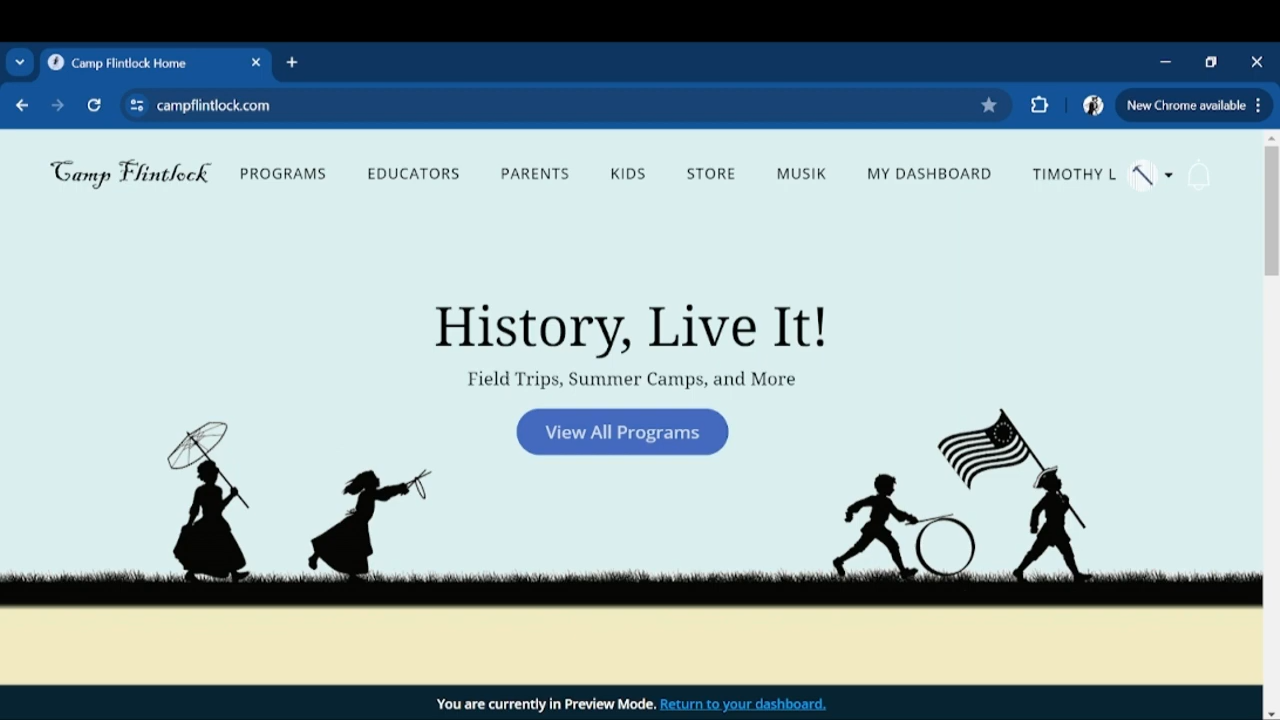 Camp Flintlock Home
campflintlock.com
New Chrome available
Camp Flintlock PROGRAMS EDUCATORS PARENTS KIDS STORE MUSIK MY DASHBOARD TIMOTHY L
History, Live It!
Field Trips, Summer Camps, and More
View All Programs
You are currently in Preview Mode. Return to your dashboard.